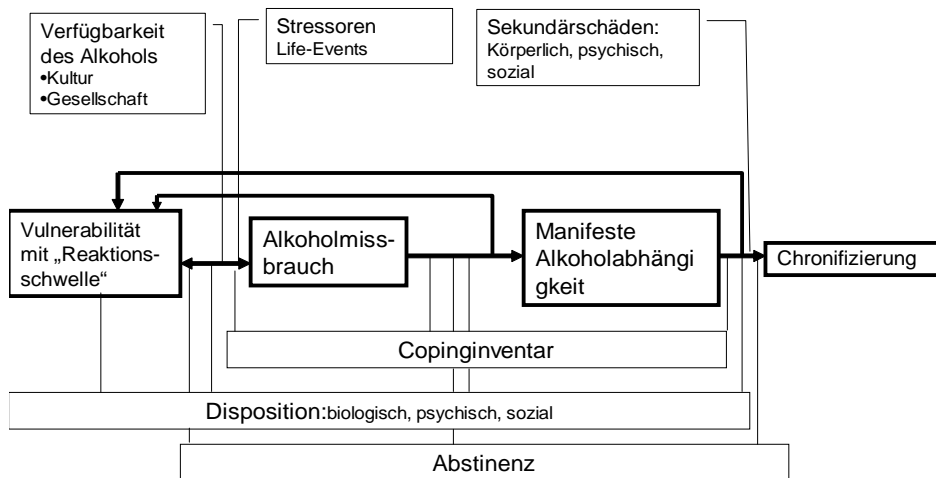 Verfügbarkeit
des Alkohols
•Kultur
•Gesellschaft
Stressoren
Life-Events
Sekundärschäden:
Körperlich, psychisch,
sozial
Vulnerabilität
mit „Reaktions-
schwelle“
Alkoholmiss-
brauch
Manifeste
Alkoholabhängi
gkeit
Chronifizierung
Copinginventar
Disposition:biologisch, psychisch, sozial
Abstinenz